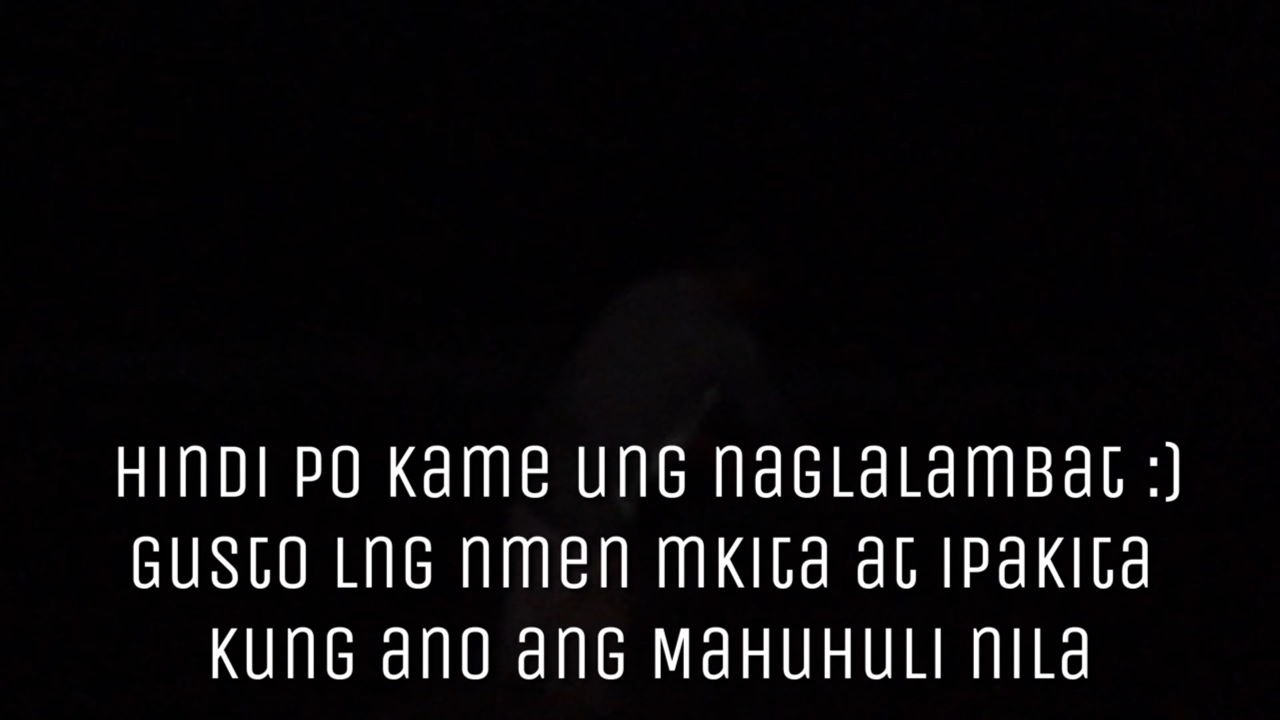 HINDI PO KAME UNG NAGLALAMBAT :)
GUSTO LNG NMEN MKITA AT IPAKITA
KUNG ANO ANG MAHUHULI NILA